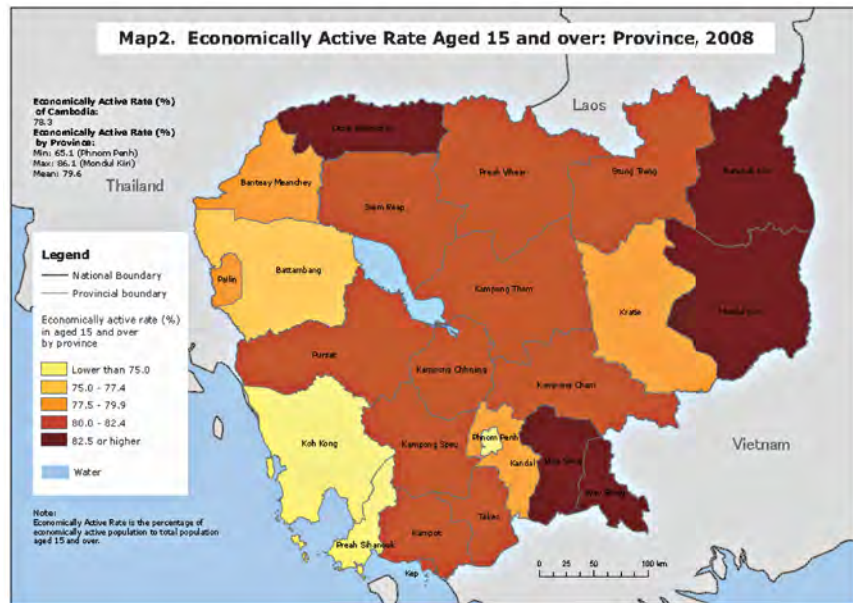 Map2. Economically Active Rate Aged 15 and over: Province, 2008
Economically Active Rate (%)
of Cambodia:
78.3
Economically Active Rate (%)
by Province:
Min: 65.1 (Phnom Penh)
Max: 86.1 (Mondul Kiri)
Mean: 79.6
Laos
Thailand
Vietnam
Banteay Meanchey
Preah Vihear
Stung Treng
Siem Reap
Battambang
Pailin
Kampong Thom
Kratie
Pursat
Kampong Chhnang
Kampong Cham
Koh Kong
Kampong Speu
Phnom Penh
Kandal
Takeo
Kampot
Preah Sihanouk
Kep
Legend
National Boundary
Provincial boundary
Economically active rate (%)
in aged 15 and over
by province
Lower than 75.0
75.0 - 77.4
77.5 - 79.9
80.0 - 82.4
82.5 or higher
Water
Note:
Economically Active Rate is the percentage of
economically active population to total population
aged 15 and over.
0 25 50 100 km